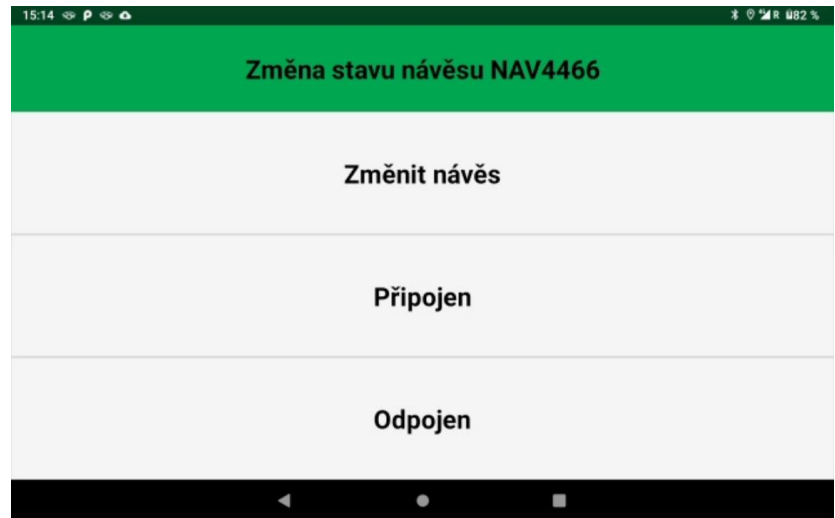 15:14
R 82 %
Změna stavu návěsu NAV4466
Změnit návěs
Připojen
Odpojen